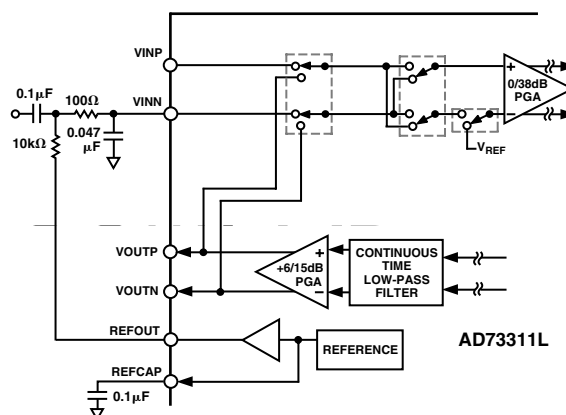 VINP
0.1μF
100Ω
VINN
10kΩ
0.047
μF
+
0/38dB
PGA
−
VREF
VOUTP
VOUTN
+
+6/15dB
PGA
−
CONTINUOUS
TIME
LOW-PASS
FILTER
REFOUT
REFERENCE
AD73311L
REFCAP
0.1μF